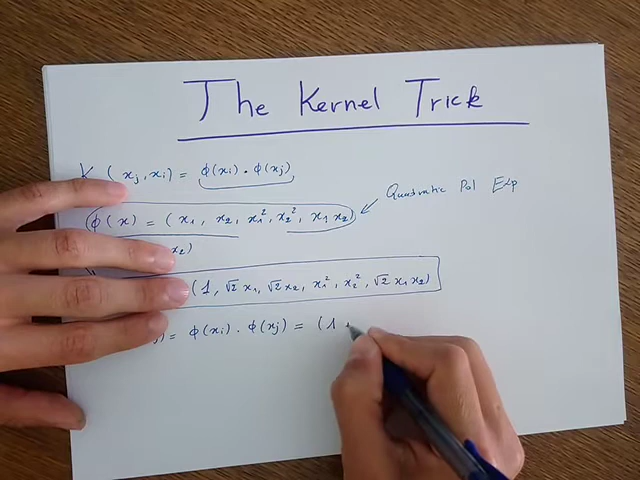 The Kernel Trick
K (xj, xi) = ϕ(xi) . ϕ(xj)
Quadratic Pol Exp
ϕ(x) = (x1, x2, x1², x2², x1 x2)
x2)
(1, √2 x1, √2 x2, x1², x2², √2 x1 x2)
) = ϕ(xi) . ϕ(xj) = (1